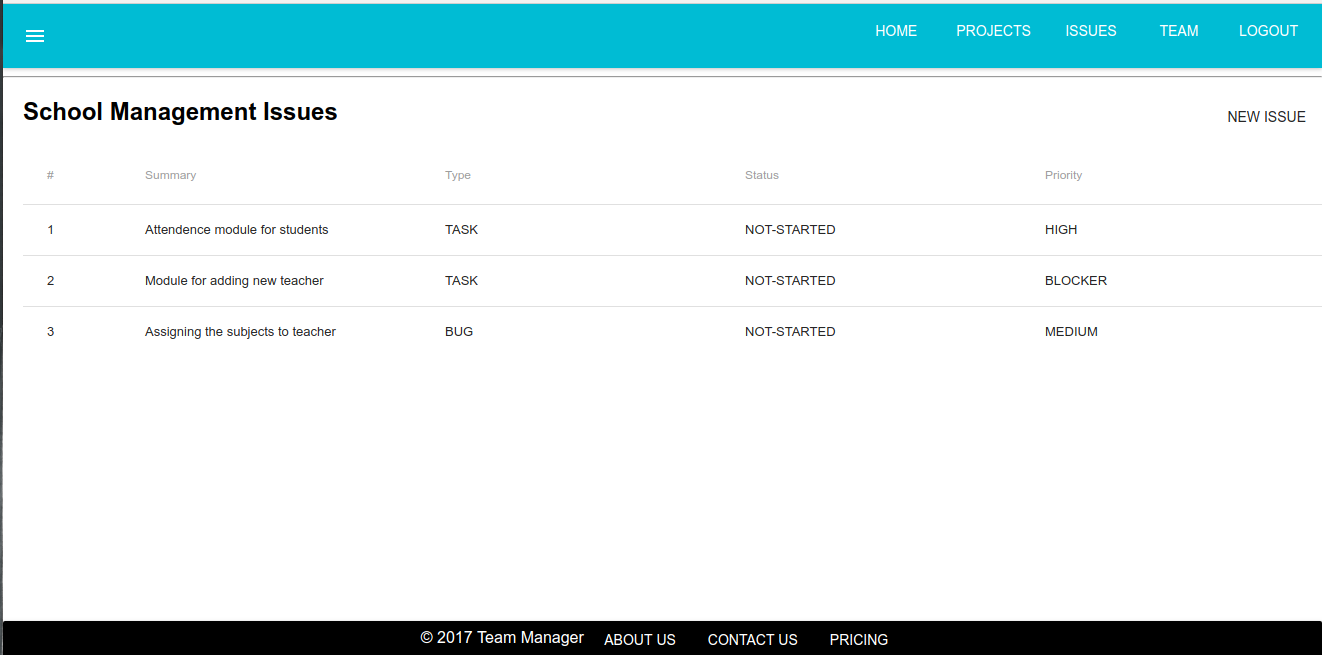 HOME PROJECTS ISSUES TEAM LOGOUT
School Management Issues
NEW ISSUE
# Summary Type Status Priority
1 Attendence module for students TASK NOT-STARTED HIGH
2 Module for adding new teacher TASK NOT-STARTED BLOCKER
3 Assigning the subjects to teacher BUG NOT-STARTED MEDIUM
© 2017 Team Manager ABOUT US CONTACT US PRICING